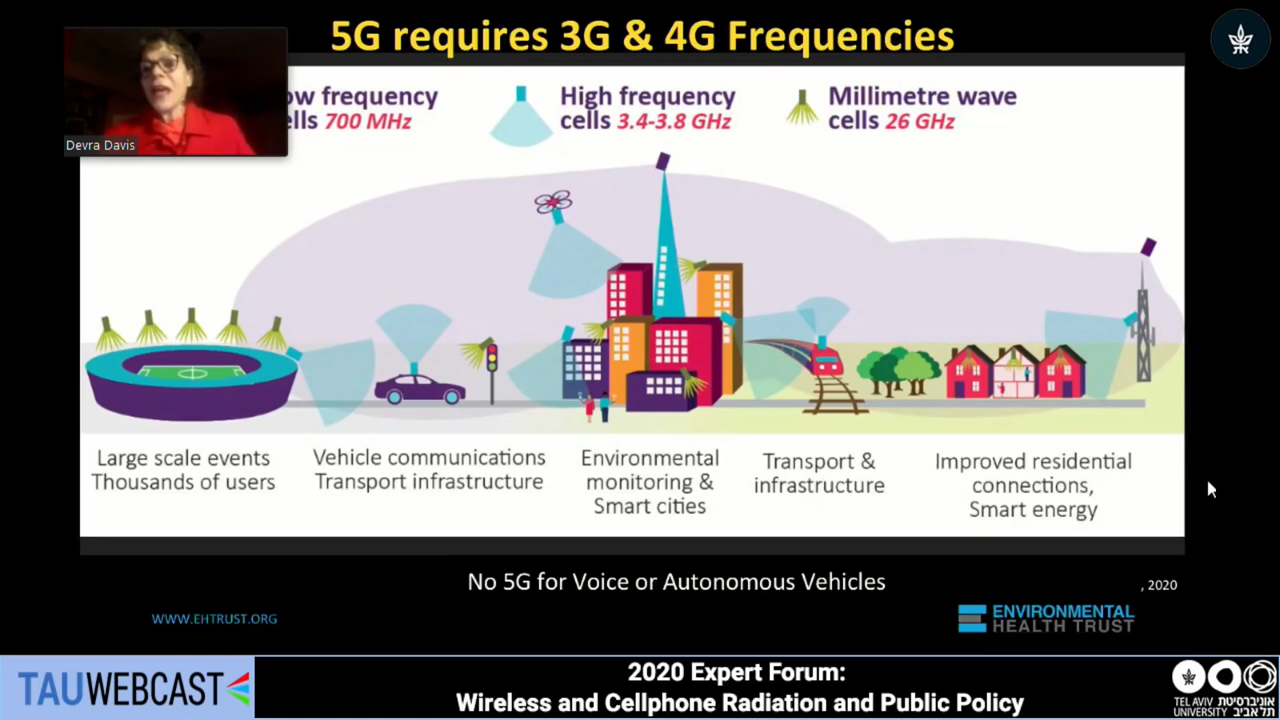 5G requires 3G & 4G Frequencies
Devra Davis
ow frequency
ells 700 MHz
High frequency
cells 3.4-3.8 GHz
Millimetre wave
cells 26 GHz
Large scale events
Thousands of users
Vehicle communications
Transport infrastructure
Environmental
monitoring &
Smart cities
Transport &
infrastructure
Improved residential
connections,
Smart energy
No 5G for Voice or Autonomous Vehicles
, 2020
WWW.EHTRUST.ORG
ENVIRONMENTAL
HEALTH TRUST
TAUWEBCAST
2020 Expert Forum:
Wireless and Cellphone Radiation and Public Policy
TEL AVIV אוניברסיטת
UNIVERSITY תל אביב